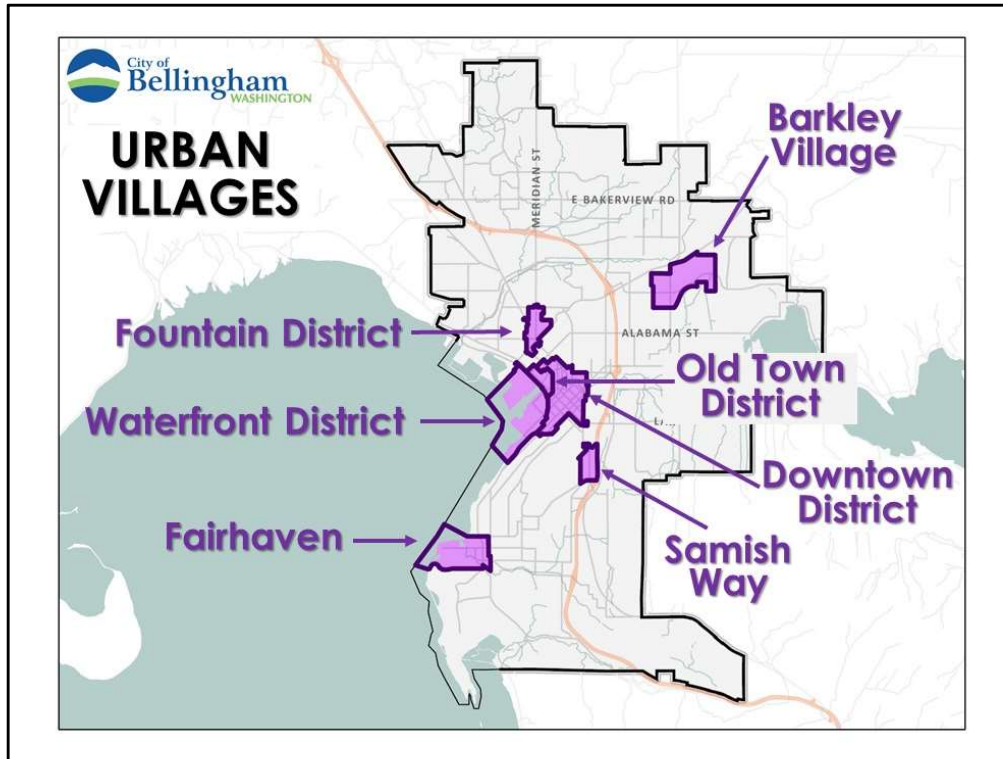 City of
Bellingham
WASHINGTON
URBAN
VILLAGES
MERIDIAN ST
E BAKERVIEW RD
Barkley
Village
Fountain District
ALABAMA ST
Old Town
District
Waterfront District
Downtown
District
Fairhaven
Samish
Way